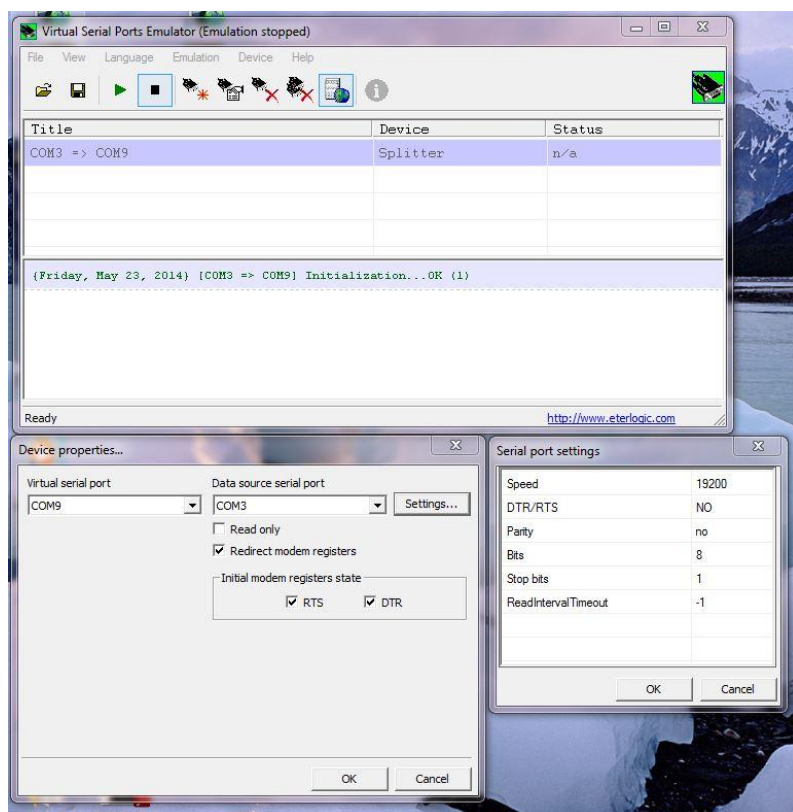 Virtual Serial Ports Emulator (Emulation stopped)
File View Language Emulation Device Help
Title Device Status
COM3 => COM9 Splitter n/a
{Friday, May 23, 2014} [COM3 => COM9] Initialization...OK (1)
Ready http://www.eterlogic.com
Device properties...
Virtual serial port Data source serial port
COM9 COM3 Settings...
Read only
Redirect modem registers
Initial modem registers state
RTS DTR
OK Cancel
Serial port settings
Speed 19200
DTR/RTS NO
Parity no
Bits 8
Stop bits 1
ReadIntervalTimeout -1
OK Cancel